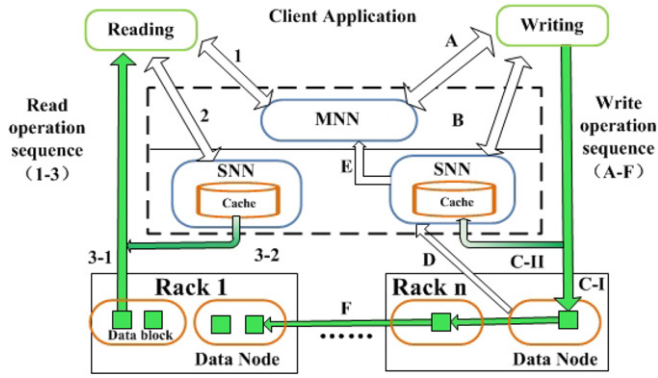 Client Application
Reading
Writing
1
A
Read
operation
sequence
(1-3)
2
MNN
B
Write
operation
sequence
(A-F)
E
SNN
Cache
SNN
Cache
3-1
3-2
D
C-II
C-I
Rack 1
Rack n
F
Data block
......
Data Node
Data Node